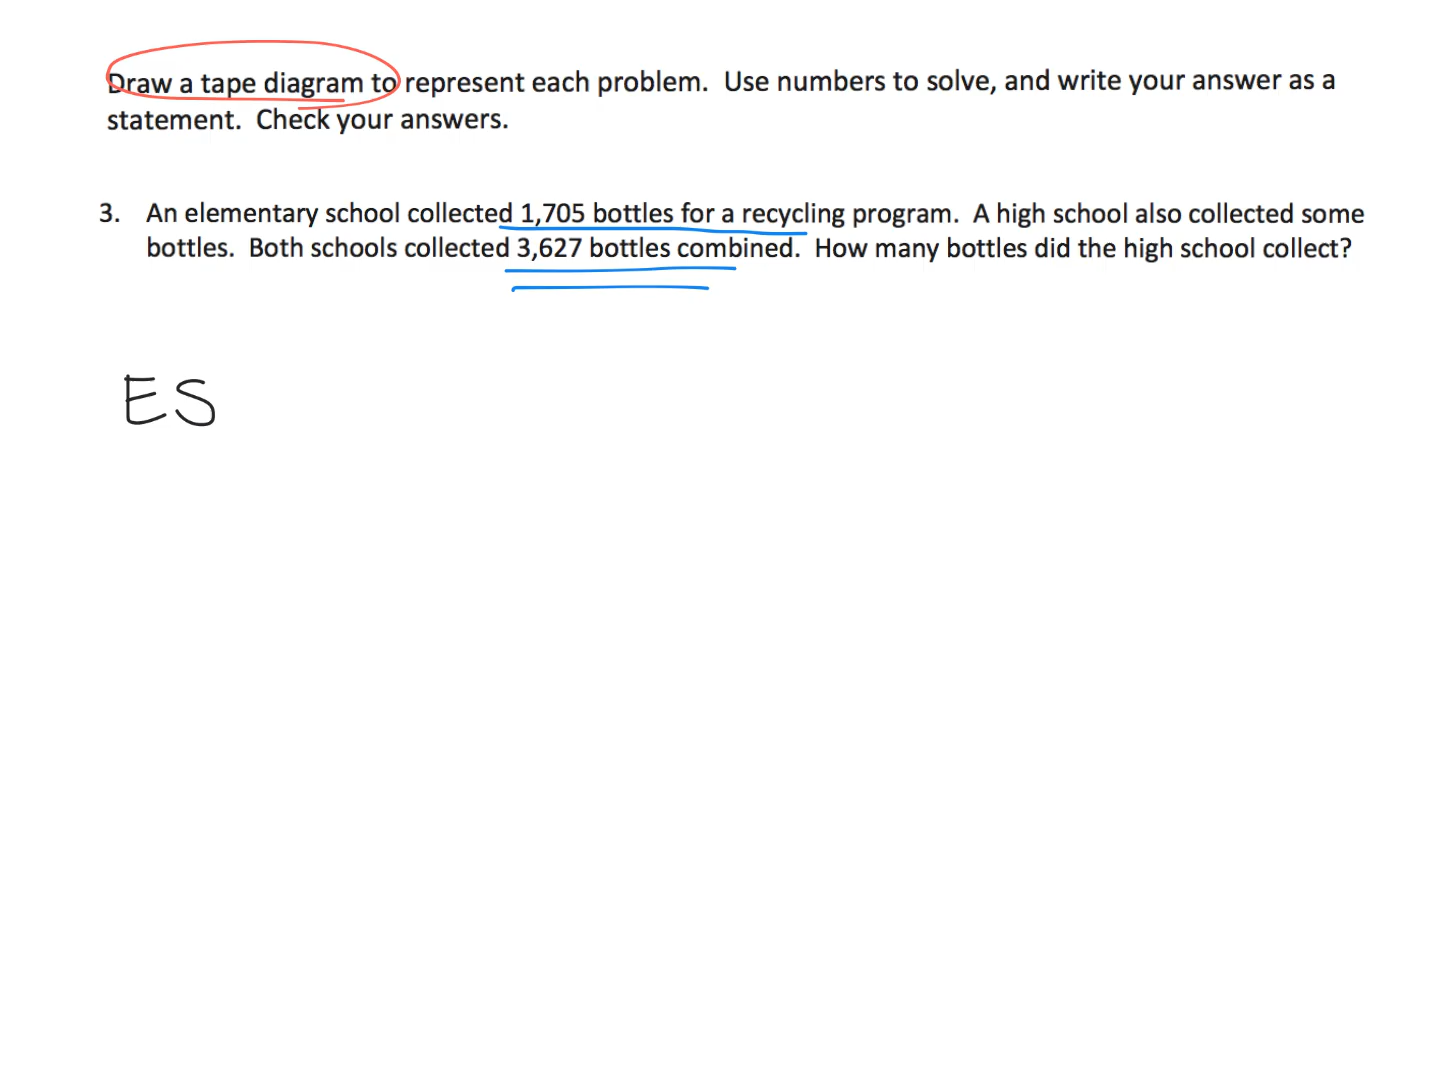 Draw a tape diagram to represent each problem.  Use numbers to solve, and write your answer as a
statement.  Check your answers.
3.  An elementary school collected 1,705 bottles for a recycling program.  A high school also collected some
bottles.  Both schools collected 3,627 bottles combined.  How many bottles did the high school collect?
ES